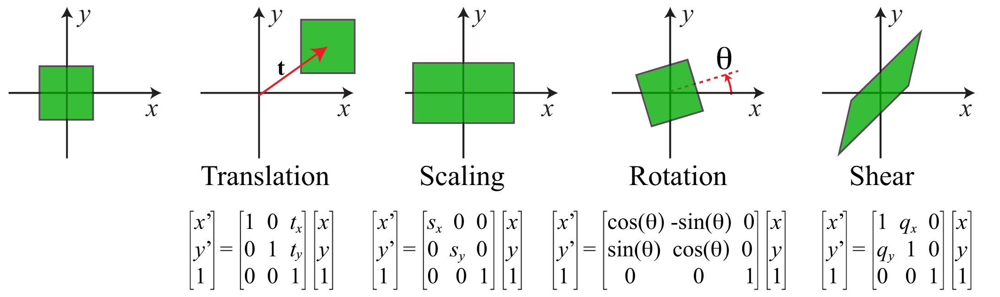 y
x
y
t
x
y
x
y
θ
x
y
x
Translation
Scaling
Rotation
Shear
[x’ y’ 1] = [1 0 tx; 0 1 ty; 0 0 1] [x y 1]
[x’ y’ 1] = [sx 0 0; 0 sy 0; 0 0 1] [x y 1]
[x’ y’ 1] = [cos(θ) -sin(θ) 0; sin(θ) cos(θ) 0; 0 0 1] [x y 1]
[x’ y’ 1] = [1 qx 0; qy 1 0; 0 0 1] [x y 1]